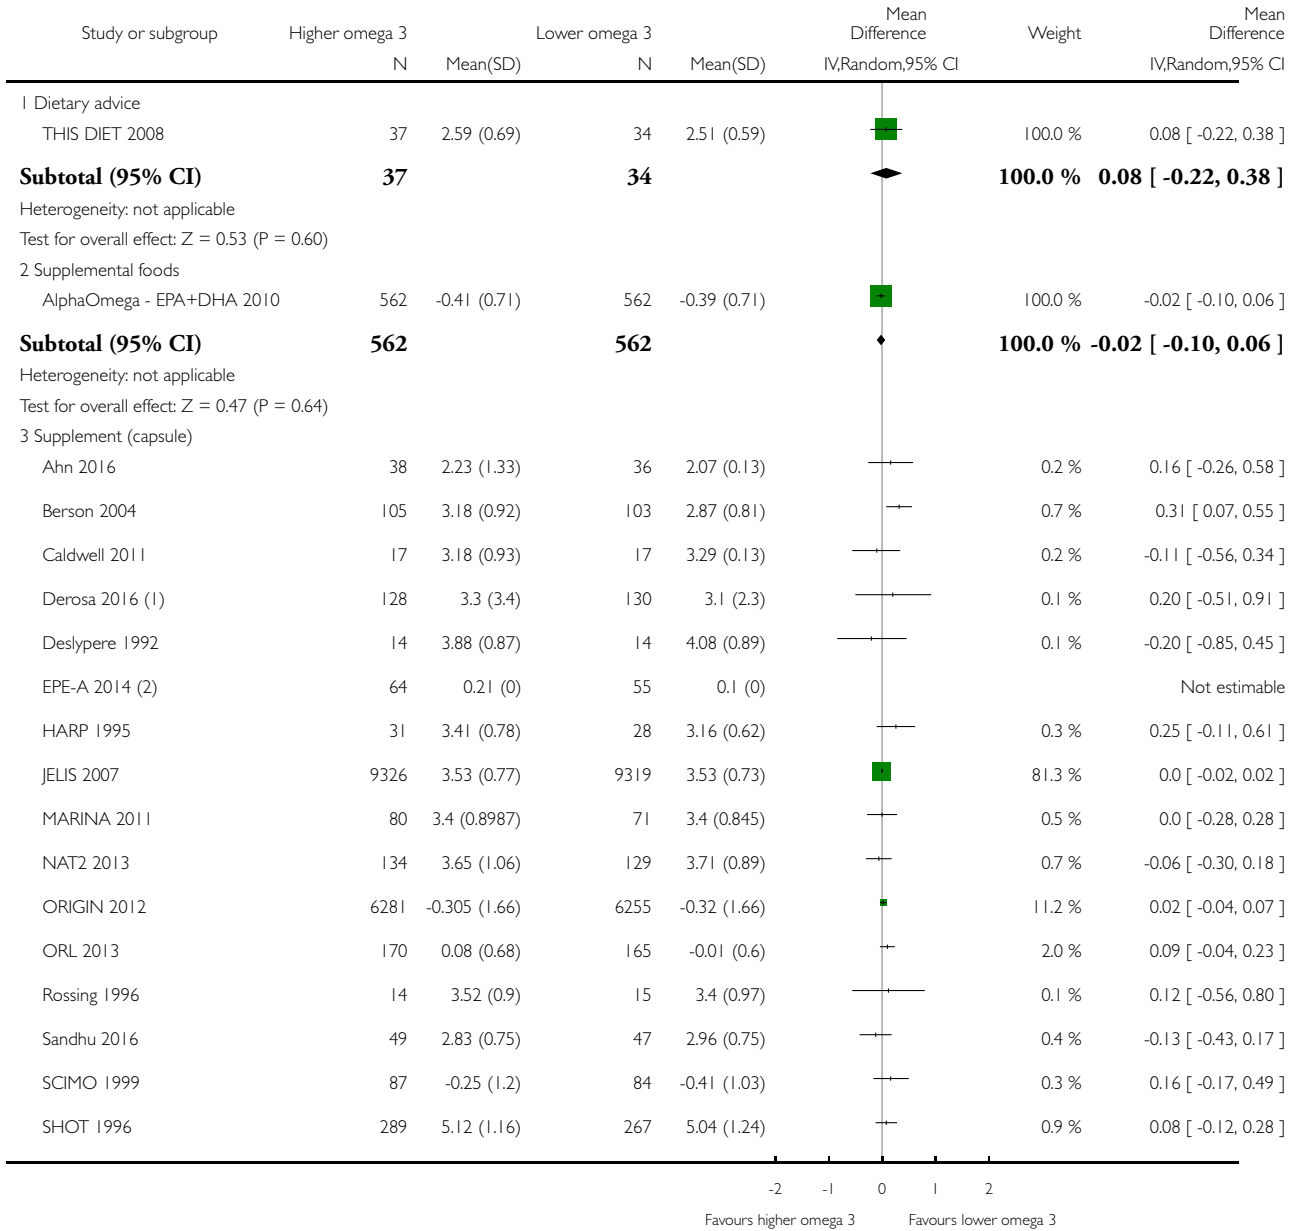 Study or subgroup Higher omega 3 Lower omega 3 Mean Difference Weight Mean Difference
N Mean(SD) N Mean(SD) IV,Random,95% CI IV,Random,95% CI
1 Dietary advice
THIS DIET 2008 37 2.59 (0.69) 34 2.51 (0.59) 100.0 % 0.08 [ -0.22, 0.38 ]
Subtotal (95% CI) 37 34 100.0 % 0.08 [ -0.22, 0.38 ]
Heterogeneity: not applicable
Test for overall effect: Z = 0.53 (P = 0.60)
2 Supplemental foods
AlphaOmega - EPA+DHA 2010 562 -0.41 (0.71) 562 -0.39 (0.71) 100.0 % -0.02 [ -0.10, 0.06 ]
Subtotal (95% CI) 562 562 100.0 % -0.02 [ -0.10, 0.06 ]
Heterogeneity: not applicable
Test for overall effect: Z = 0.47 (P = 0.64)
3 Supplement (capsule)
Ahn 2016 38 2.23 (1.33) 36 2.07 (0.13) 0.2 % 0.16 [ -0.26, 0.58 ]
Berson 2004 105 3.18 (0.92) 103 2.87 (0.81) 0.7 % 0.31 [ 0.07, 0.55 ]
Caldwell 2011 17 3.18 (0.93) 17 3.29 (0.13) 0.2 % -0.11 [ -0.56, 0.34 ]
Derosa 2016 (1) 128 3.3 (3.4) 130 3.1 (2.3) 0.1 % 0.20 [ -0.51, 0.91 ]
Deslypere 1992 14 3.88 (0.87) 14 4.08 (0.89) 0.1 % -0.20 [ -0.85, 0.45 ]
EPE-A 2014 (2) 64 0.21 (0) 55 0.1 (0) Not estimable
HARP 1995 31 3.41 (0.78) 28 3.16 (0.62) 0.3 % 0.25 [ -0.11, 0.61 ]
JELIS 2007 9326 3.53 (0.77) 9319 3.53 (0.73) 81.3 % 0.0 [ -0.02, 0.02 ]
MARINA 2011 80 3.4 (0.8987) 71 3.4 (0.845) 0.5 % 0.0 [ -0.28, 0.28 ]
NAT2 2013 134 3.65 (1.06) 129 3.71 (0.89) 0.7 % -0.06 [ -0.30, 0.18 ]
ORIGIN 2012 6281 -0.305 (1.66) 6255 -0.32 (1.66) 11.2 % 0.02 [ -0.04, 0.07 ]
ORL 2013 170 0.08 (0.68) 165 -0.01 (0.6) 2.0 % 0.09 [ -0.04, 0.23 ]
Rossing 1996 14 3.52 (0.9) 15 3.4 (0.97) 0.1 % 0.12 [ -0.56, 0.80 ]
Sandhu 2016 49 2.83 (0.75) 47 2.96 (0.75) 0.4 % -0.13 [ -0.43, 0.17 ]
SCIMO 1999 87 -0.25 (1.2) 84 -0.41 (1.03) 0.3 % 0.16 [ -0.17, 0.49 ]
SHOT 1996 289 5.12 (1.16) 267 5.04 (1.24) 0.9 % 0.08 [ -0.12, 0.28 ]
-2 -1 0 1 2
Favours higher omega 3 Favours lower omega 3